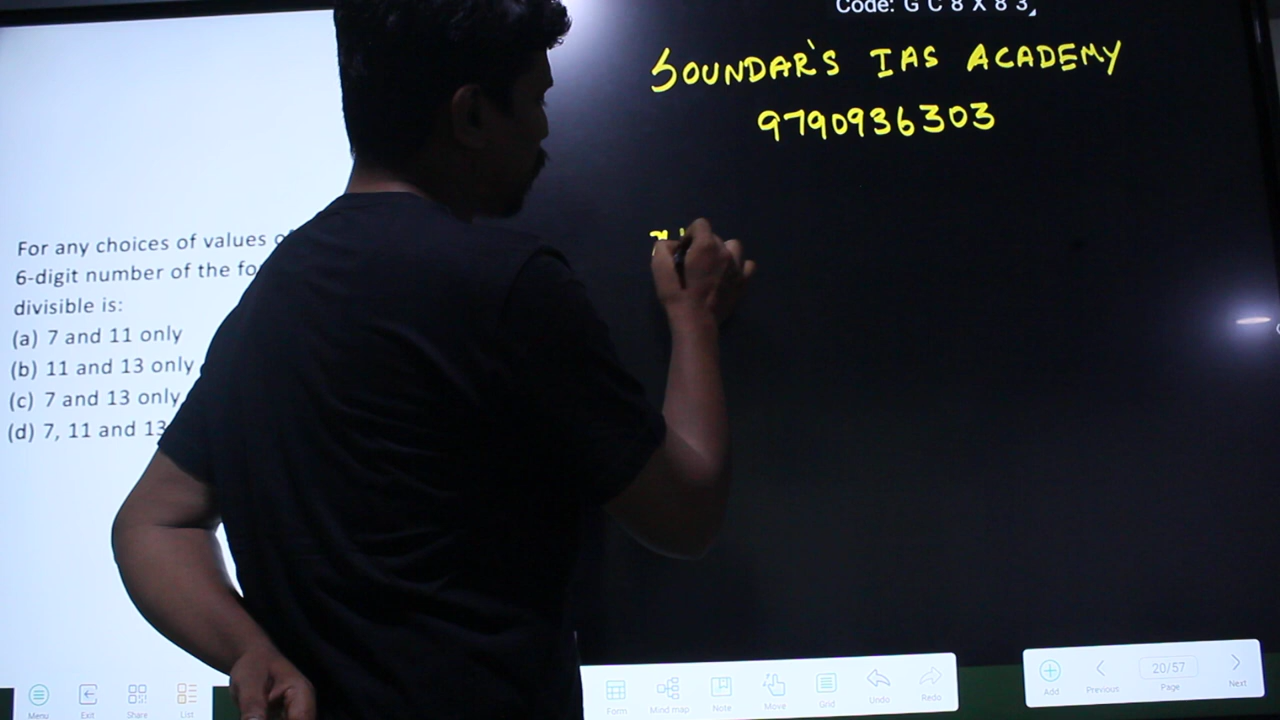 Code: G C 8 X 8 3
SOUNDAR'S IAS ACADEMY
9790936303
For any choices of values
6-digit number of the
divisible is:
(a) 7 and 11 only
(b) 11 and 13 only
(c) 7 and 13 only
(d) 7, 11 and 13
Menu
Exit
Share
List
Form
Mind map
Note
Move
Grid
Undo
Redo
Add
Previous
20/57
Page
Next